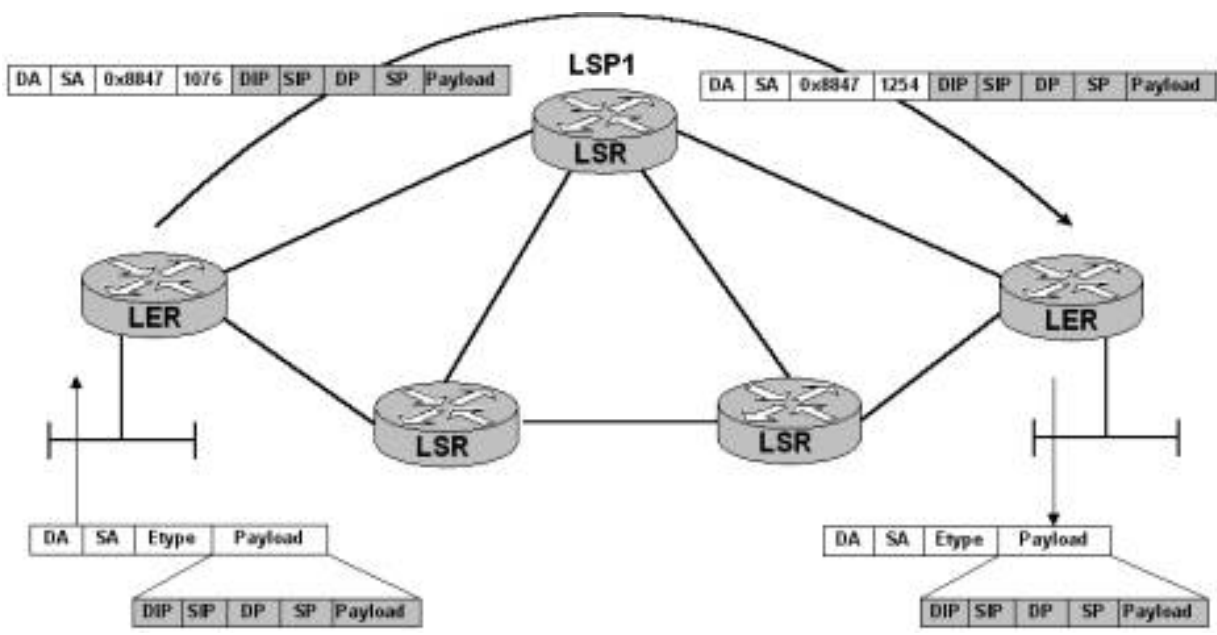 LSP1
DA SA 0x8847 1076 DIP SIP DP SP Payload
DA SA 0x8847 1254 DIP SIP DP SP Payload
LSR
LER
LER
LSR
LSR
DA SA Etype Payload
DA SA Etype Payload
DIP SIP DP SP Payload
DIP SIP DP SP Payload